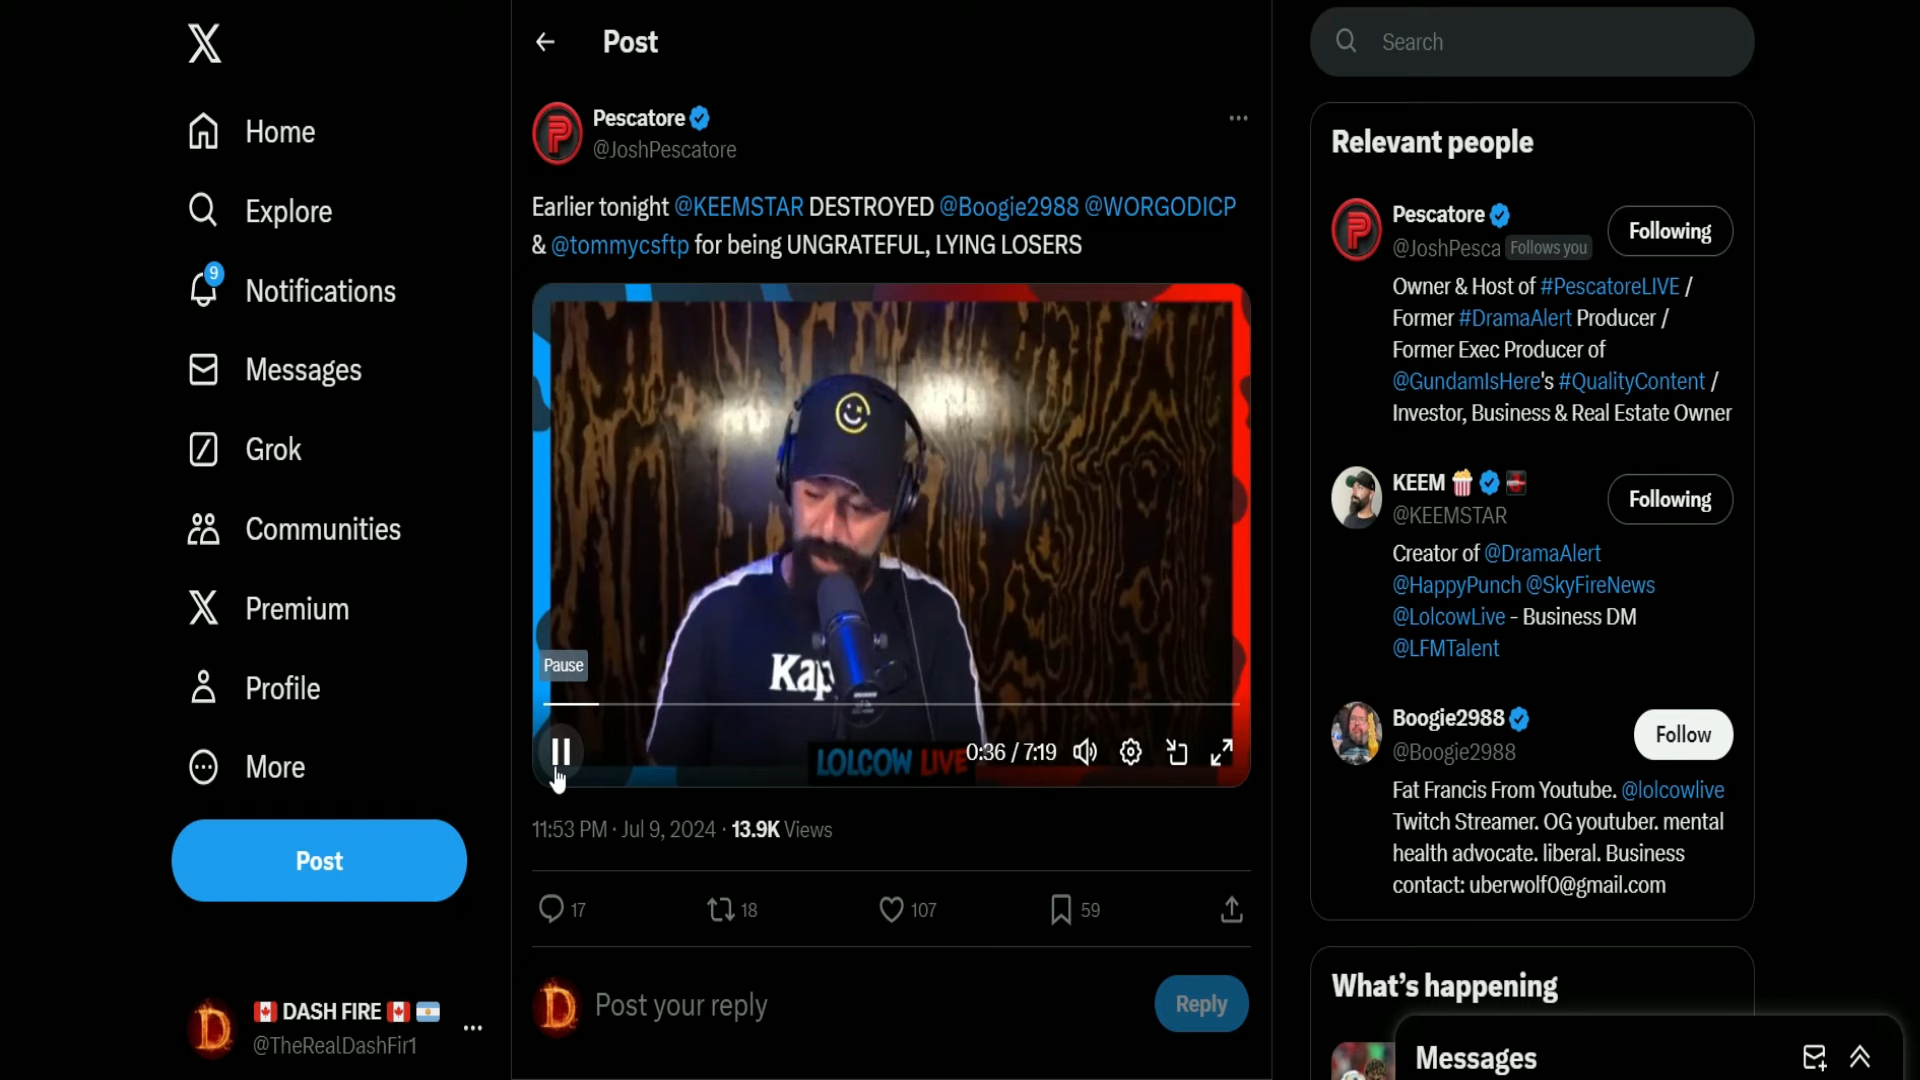 Home
Explore
9
Notifications
Messages
Grok
Communities
Premium
Profile
More
Post
DASH FIRE
@TheRealDashFir1
Post
Pescatore
@JoshPescatore
Earlier tonight @KEEMSTAR DESTROYED @Boogie2988 @WORGODICP
& @tommycsftp for being UNGRATEFUL, LYING LOSERS
Pause
Kap
LOLCOW LIVE
0:36 / 7:19
11:53 PM · Jul 9, 2024 · 13.9K Views
17
18
107
59
D
Post your reply
Reply
Search
Relevant people
Pescatore
@JoshPesca Follows you
Following
Owner & Host of #PescatoreLIVE /
Former #DramaAlert Producer /
Former Exec Producer of
@GundamIsHere's #QualityContent /
Investor, Business & Real Estate Owner
KEEM
@KEEMSTAR
Following
Creator of @DramaAlert
@HappyPunch @SkyFireNews
@LolcowLive - Business DM
@LFMTalent
Boogie2988
@Boogie2988
Follow
Fat Francis From Youtube. @lolcowlive
Twitch Streamer. OG youtuber. mental
health advocate. liberal. Business
contact: uberwolf0@gmail.com
What's happening
Messages